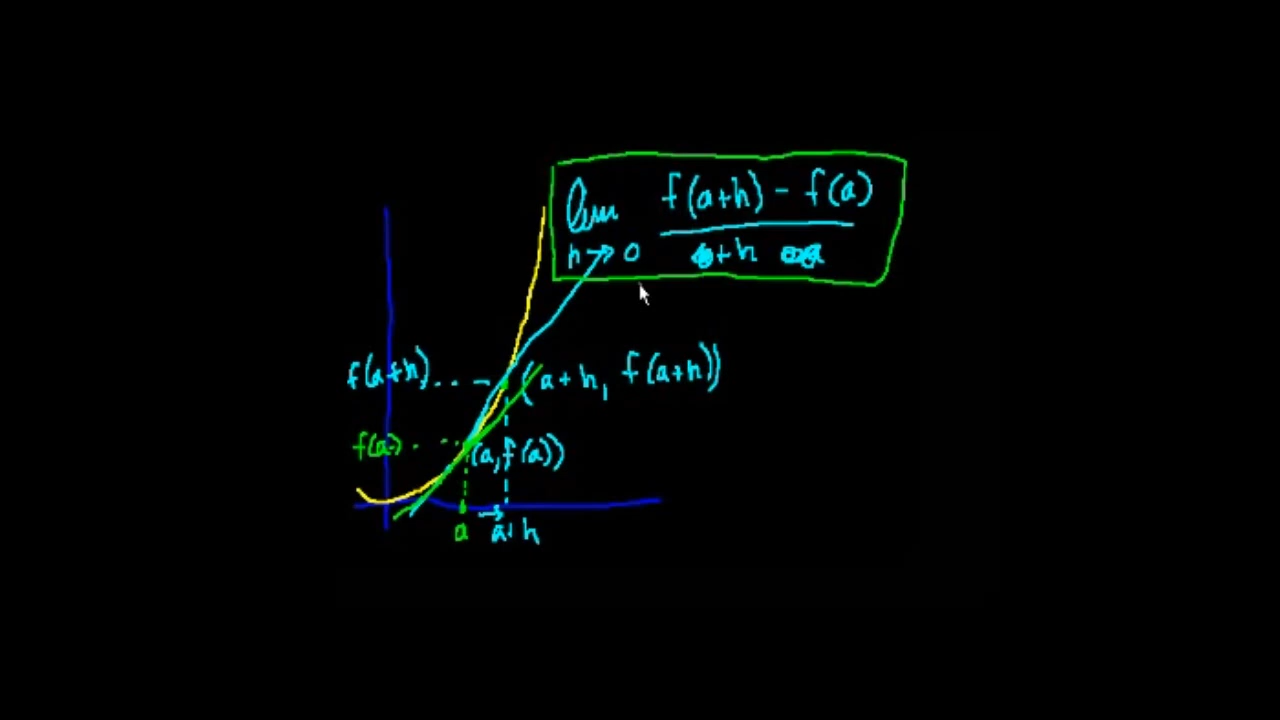 f(a+h) - f(a)
lim
h→0 +h
f(a+h)
(a+h, f(a+h))
f(a)
(a, f(a))
a
a+h